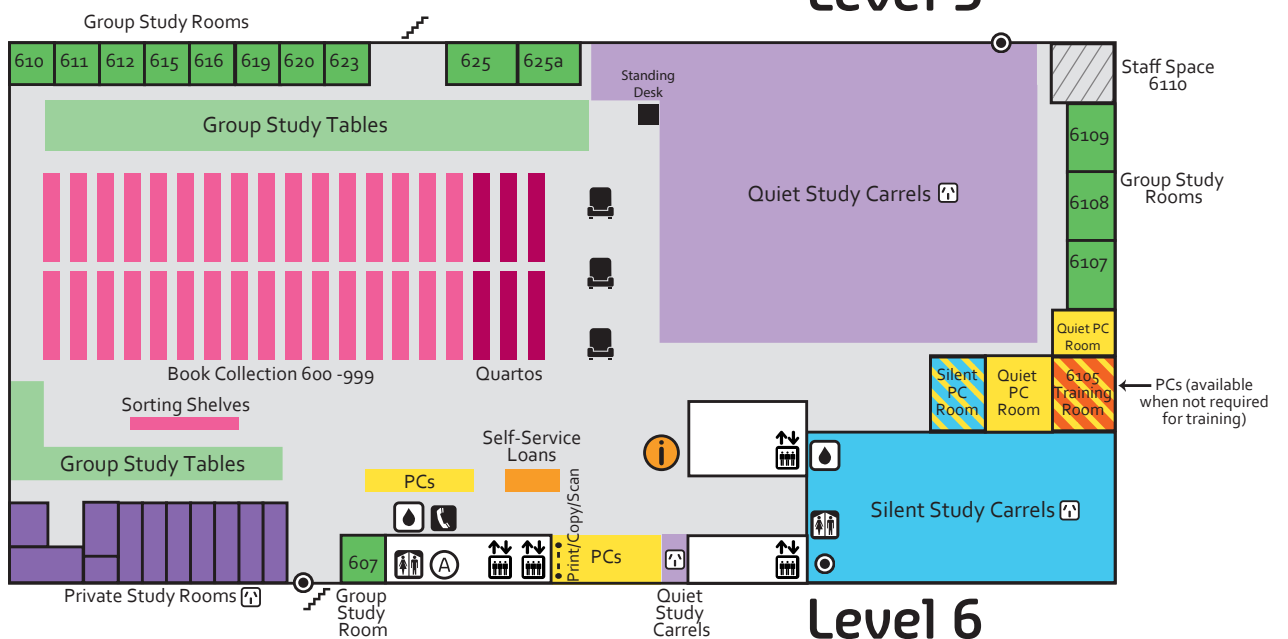 Level 5
Group Study Rooms
610 611 612 615 616 619 620 623 625 625a
Standing
Desk
Staff Space
6110
Group Study Tables
6109
Quiet Study Carrels
6108
Group Study
Rooms
6107
Quiet PC
Room
Book Collection 600 -999
Quartos
Silent
PC
Room
Quiet
PC
Room
6105
Training
Room
PCs (available
when not required
for training)
Sorting Shelves
Self-Service
Loans
i
Group Study Tables
PCs
Print/Copy/Scan
Silent Study Carrels
607
A
PCs
Private Study Rooms
Group
Study
Room
Quiet
Study
Carrels
Level 6